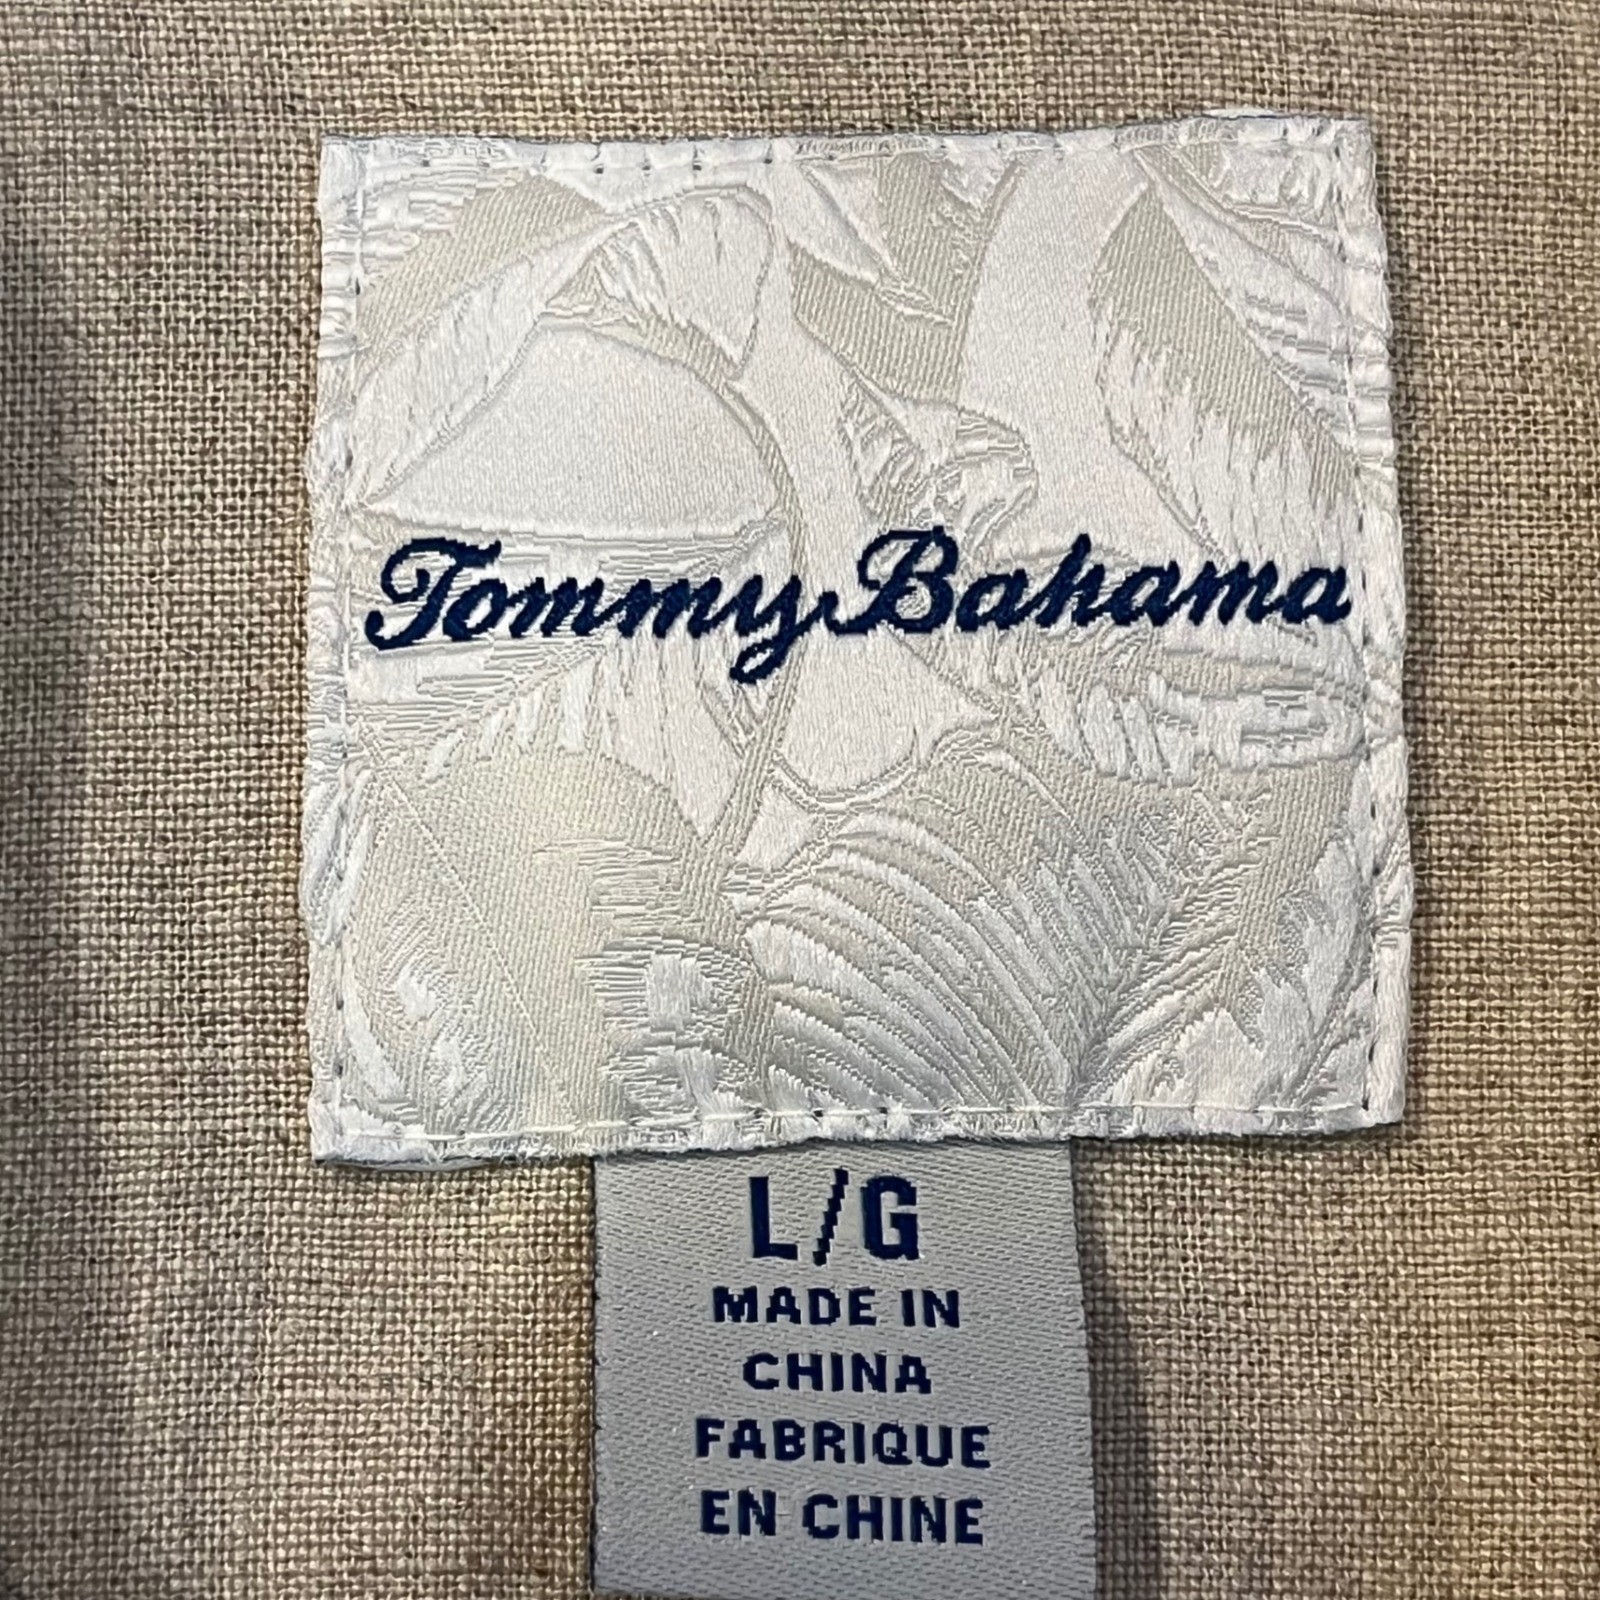 Tommy Bahama
L/G
MADE IN
CHINA
FABRIQUE
EN CHINE